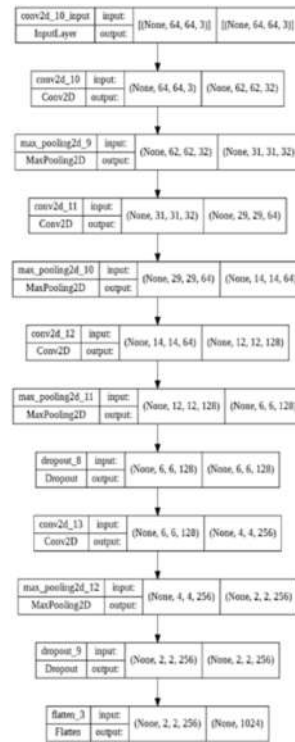 conv2d_10_input input: [(None, 64, 64, 3)] [(None, 64, 64, 3)]
InputLayer output:
conv2d_10 input: (None, 64, 64, 3) (None, 62, 62, 32)
Conv2D output:
max_pooling2d_9 input: (None, 62, 62, 32) (None, 31, 31, 32)
MaxPooling2D output:
conv2d_11 input: (None, 31, 31, 32) (None, 29, 29, 64)
Conv2D output:
max_pooling2d_10 input: (None, 29, 29, 64) (None, 14, 14, 64)
MaxPooling2D output:
conv2d_12 input: (None, 14, 14, 64) (None, 12, 12, 128)
Conv2D output:
max_pooling2d_11 input: (None, 12, 12, 128) (None, 6, 6, 128)
MaxPooling2D output:
dropout_8 input: (None, 6, 6, 128) (None, 6, 6, 128)
Dropout output:
conv2d_13 input: (None, 6, 6, 128) (None, 4, 4, 256)
Conv2D output:
max_pooling2d_12 input: (None, 4, 4, 256) (None, 2, 2, 256)
MaxPooling2D output:
dropout_9 input: (None, 2, 2, 256) (None, 2, 2, 256)
Dropout output:
flatten_3 input: (None, 2, 2, 256) (None, 1024)
Flatten output: